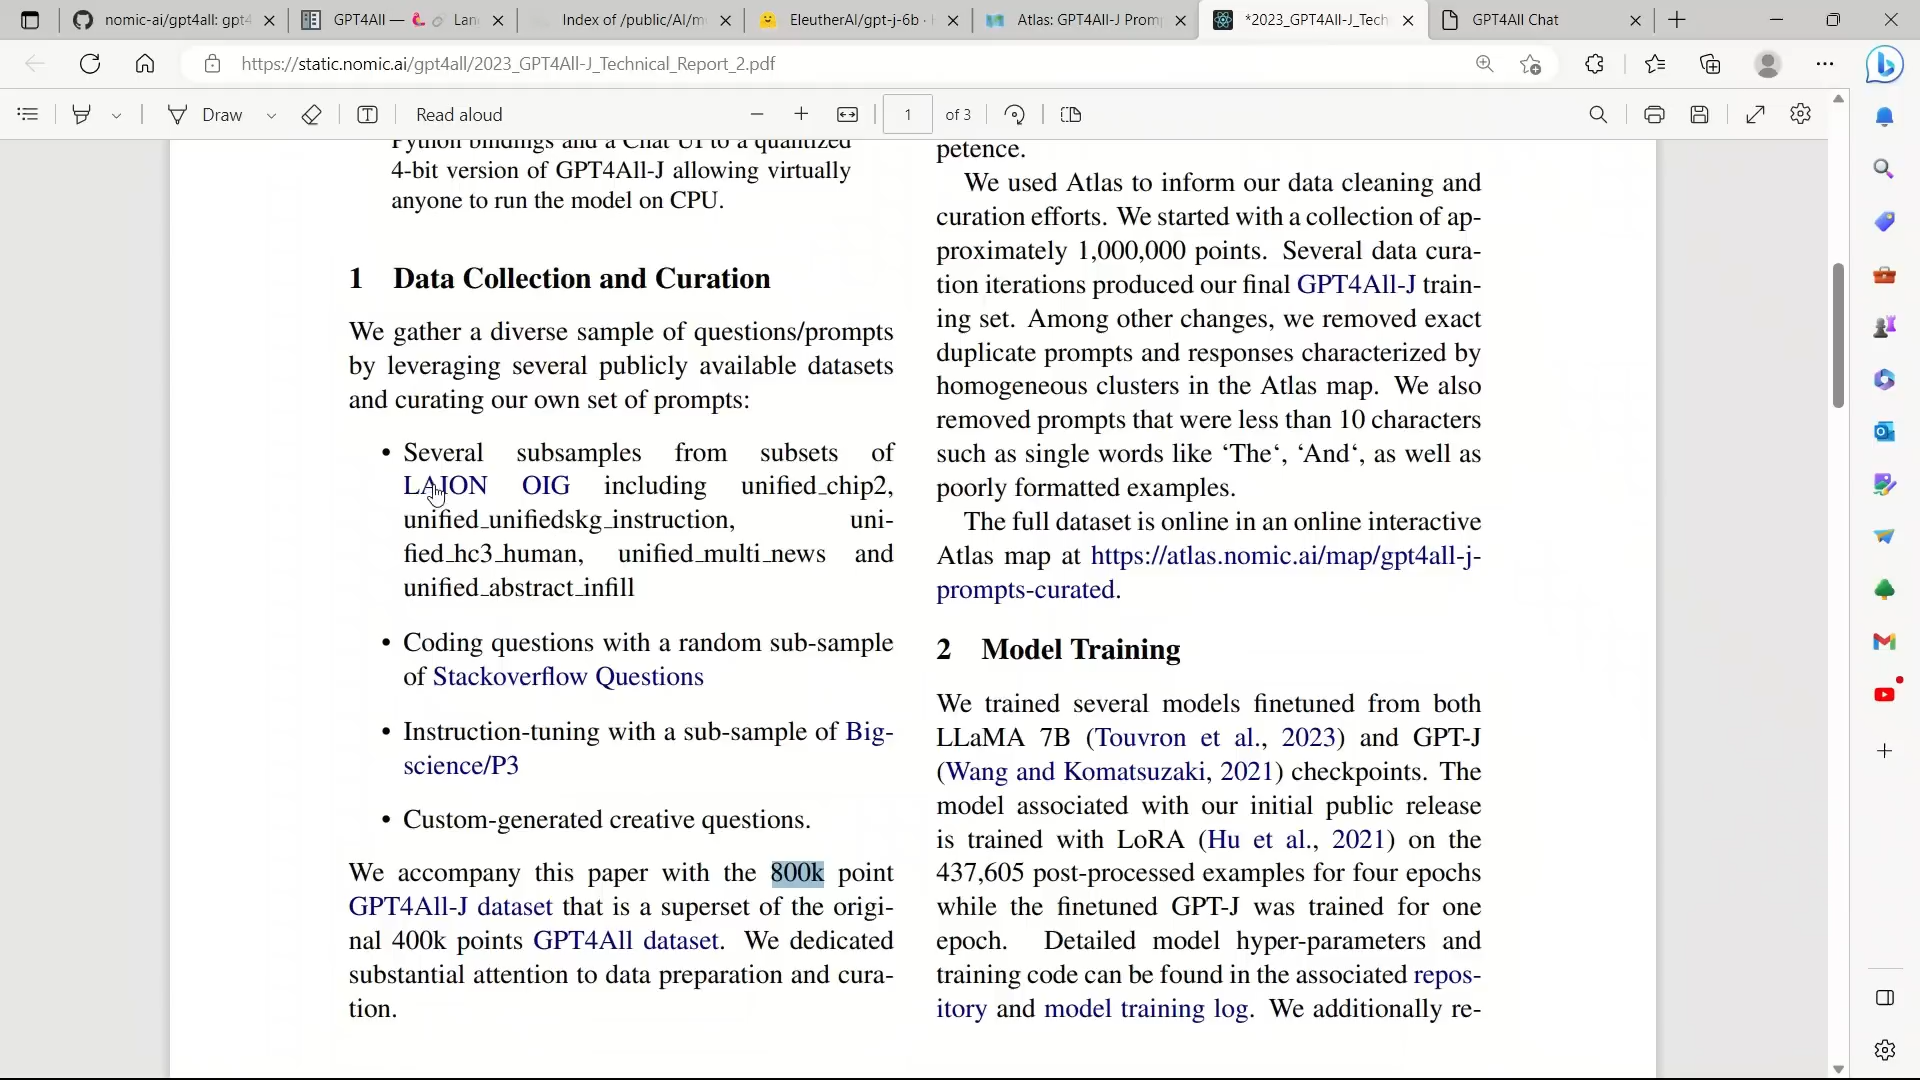 nomic-ai/gpt4all: gpt4
GPT4All —
Lan
Index of /public/AI/m
EleutherAI/gpt-j-6b ·
Atlas: GPT4All-J Prom
*2023_GPT4All-J_Tech
GPT4All Chat
https://static.nomic.ai/gpt4all/2023_GPT4All-J_Technical_Report_2.pdf
Draw
Read aloud
1
of 3
Python bindings and a Chat UI to a quantized
4-bit version of GPT4All-J allowing virtually
anyone to run the model on CPU.
1 Data Collection and Curation
We gather a diverse sample of questions/prompts
by leveraging several publicly available datasets
and curating our own set of prompts:
• Several subsamples from subsets of
LAION OIG including unified_chip2,
unified_unifiedskg_instruction, uni-
fied_hc3_human, unified_multi_news and
unified_abstract_infill
• Coding questions with a random sub-sample
of Stackoverflow Questions
• Instruction-tuning with a sub-sample of Big-
science/P3
• Custom-generated creative questions.
We accompany this paper with the 800k point
GPT4All-J dataset that is a superset of the origi-
nal 400k points GPT4All dataset. We dedicated
substantial attention to data preparation and cura-
tion.
petence.
We used Atlas to inform our data cleaning and
curation efforts. We started with a collection of ap-
proximately 1,000,000 points. Several data cura-
tion iterations produced our final GPT4All-J train-
ing set. Among other changes, we removed exact
duplicate prompts and responses characterized by
homogeneous clusters in the Atlas map. We also
removed prompts that were less than 10 characters
such as single words like ‘The‘, ‘And‘, as well as
poorly formatted examples.
The full dataset is online in an online interactive
Atlas map at https://atlas.nomic.ai/map/gpt4all-j-
prompts-curated.
2 Model Training
We trained several models finetuned from both
LLaMA 7B (Touvron et al., 2023) and GPT-J
(Wang and Komatsuzaki, 2021) checkpoints. The
model associated with our initial public release
is trained with LoRA (Hu et al., 2021) on the
437,605 post-processed examples for four epochs
while the finetuned GPT-J was trained for one
epoch. Detailed model hyper-parameters and
training code can be found in the associated repos-
itory and model training log. We additionally re-